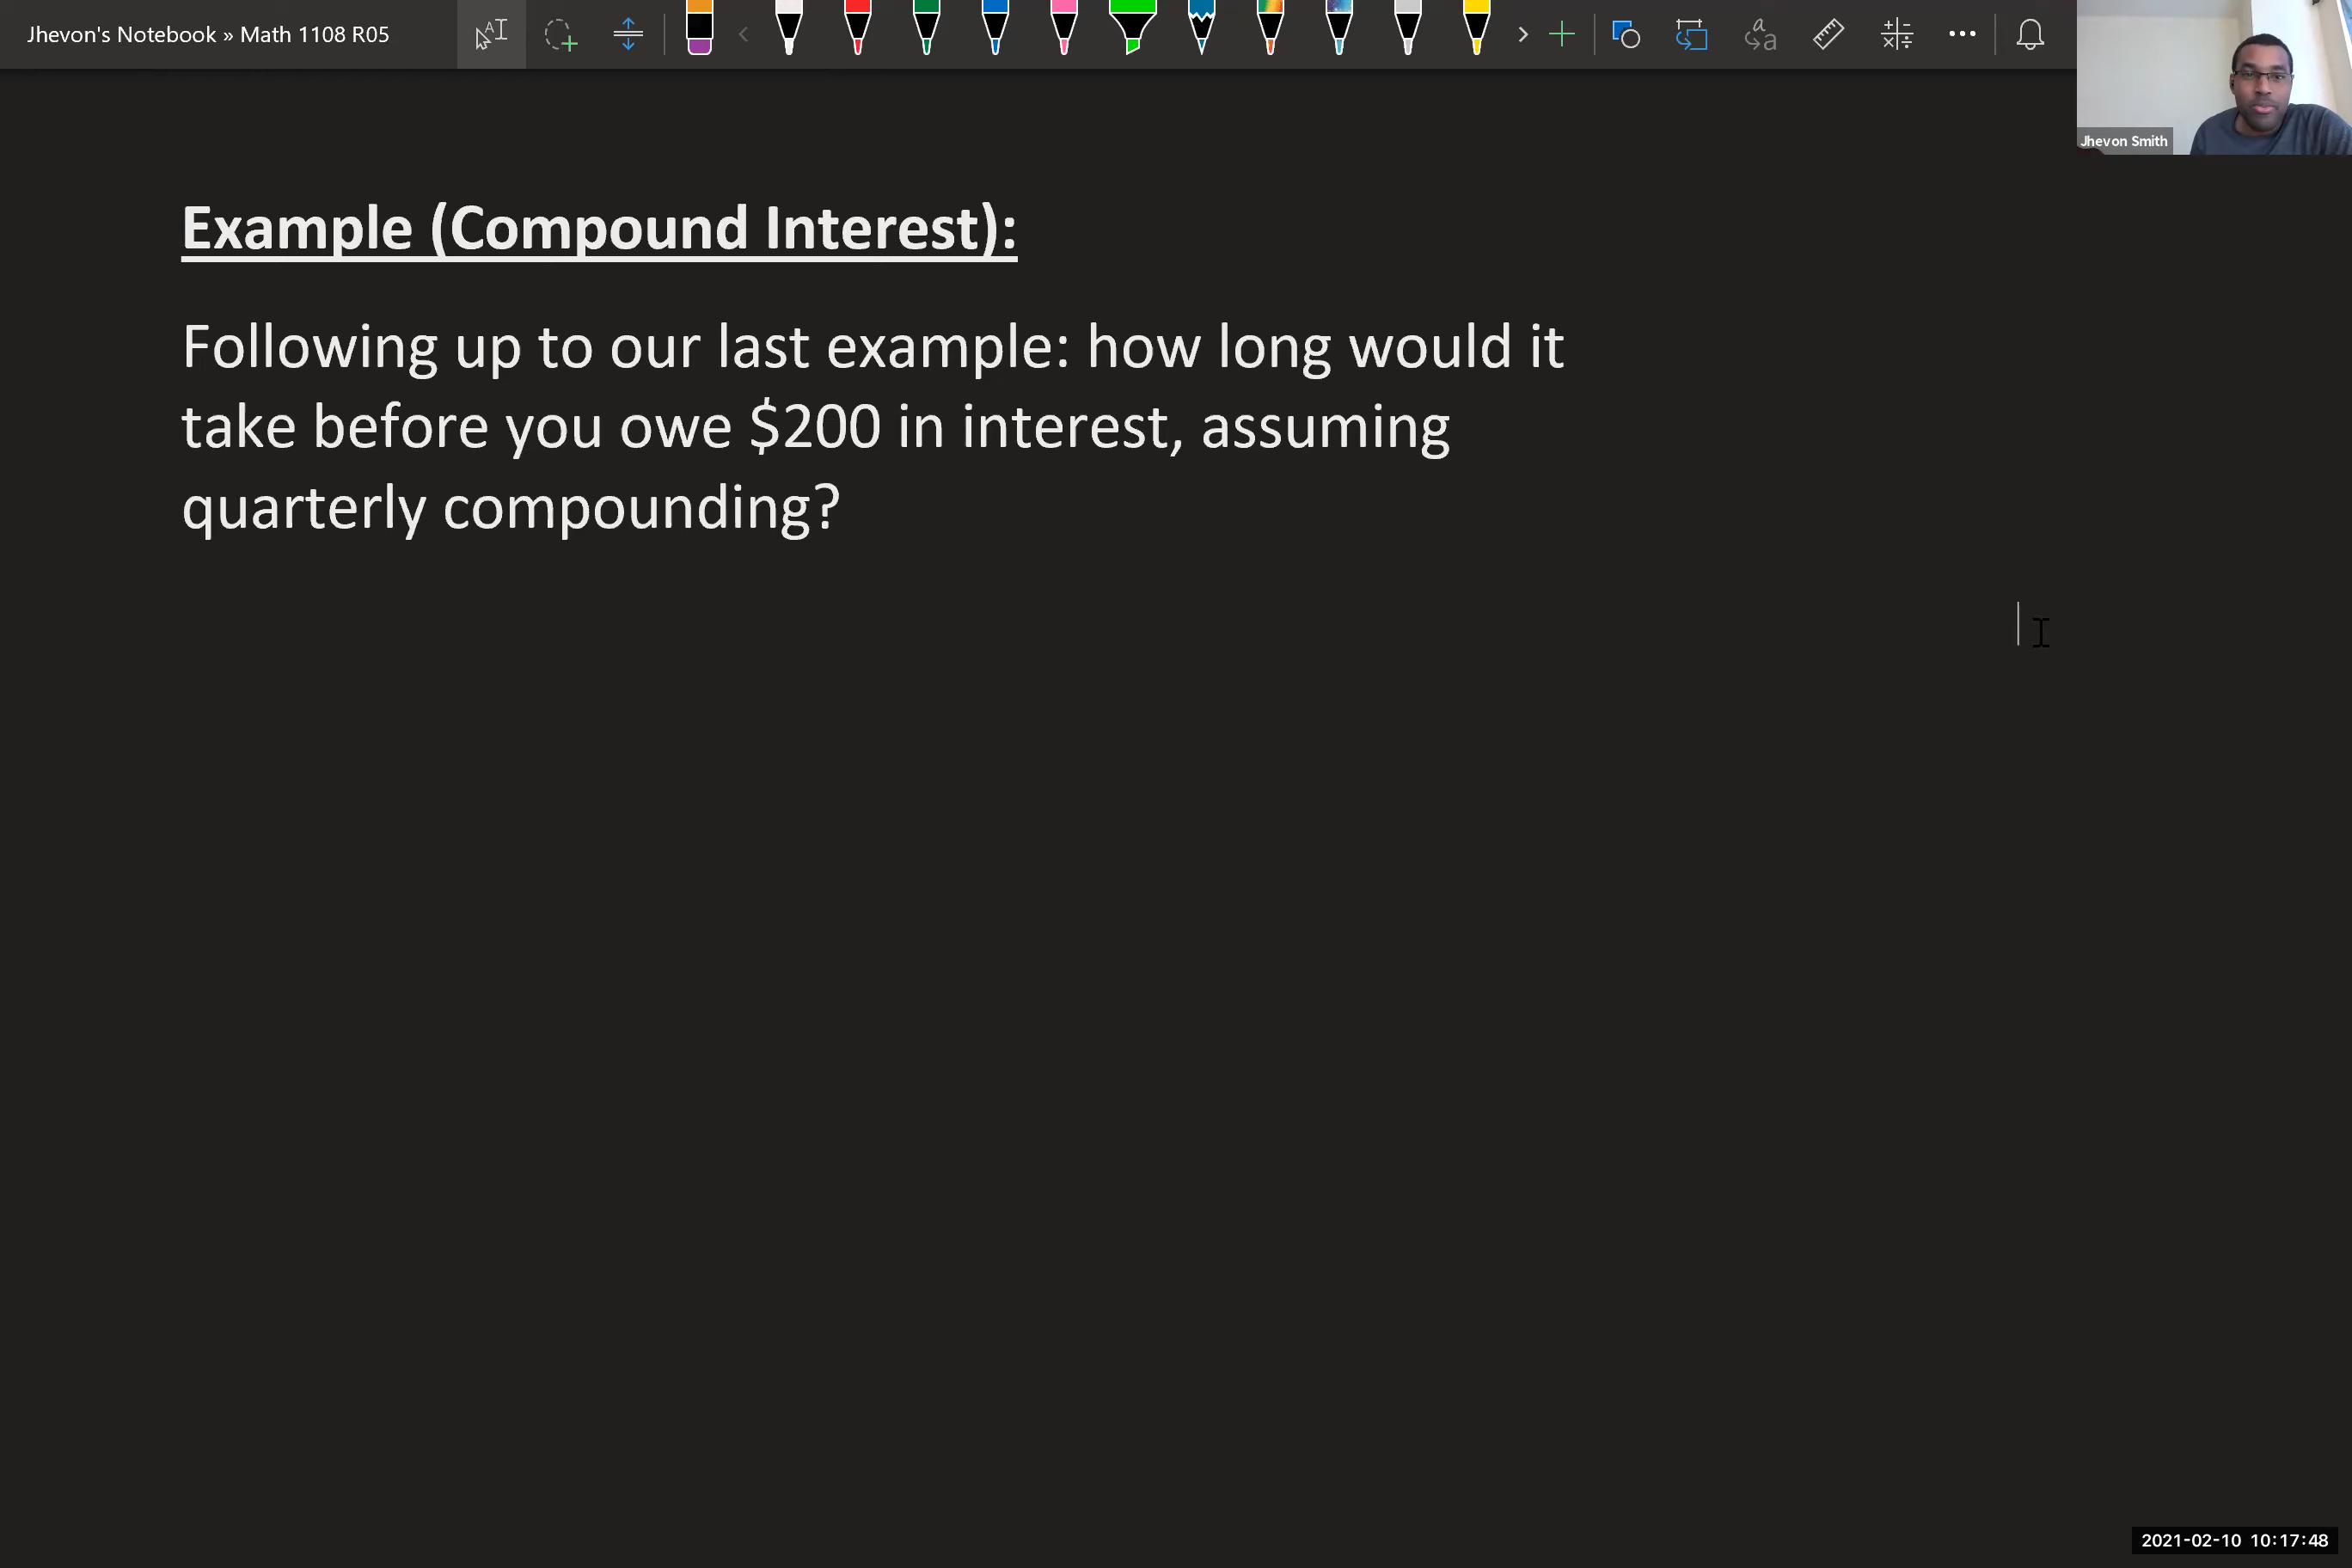 Jhevon's Notebook » Math 1108 R05
Jhevon Smith
Example (Compound Interest):
Following up to our last example: how long would it
take before you owe $200 in interest, assuming
quarterly compounding?
2021-02-10 10:17:48